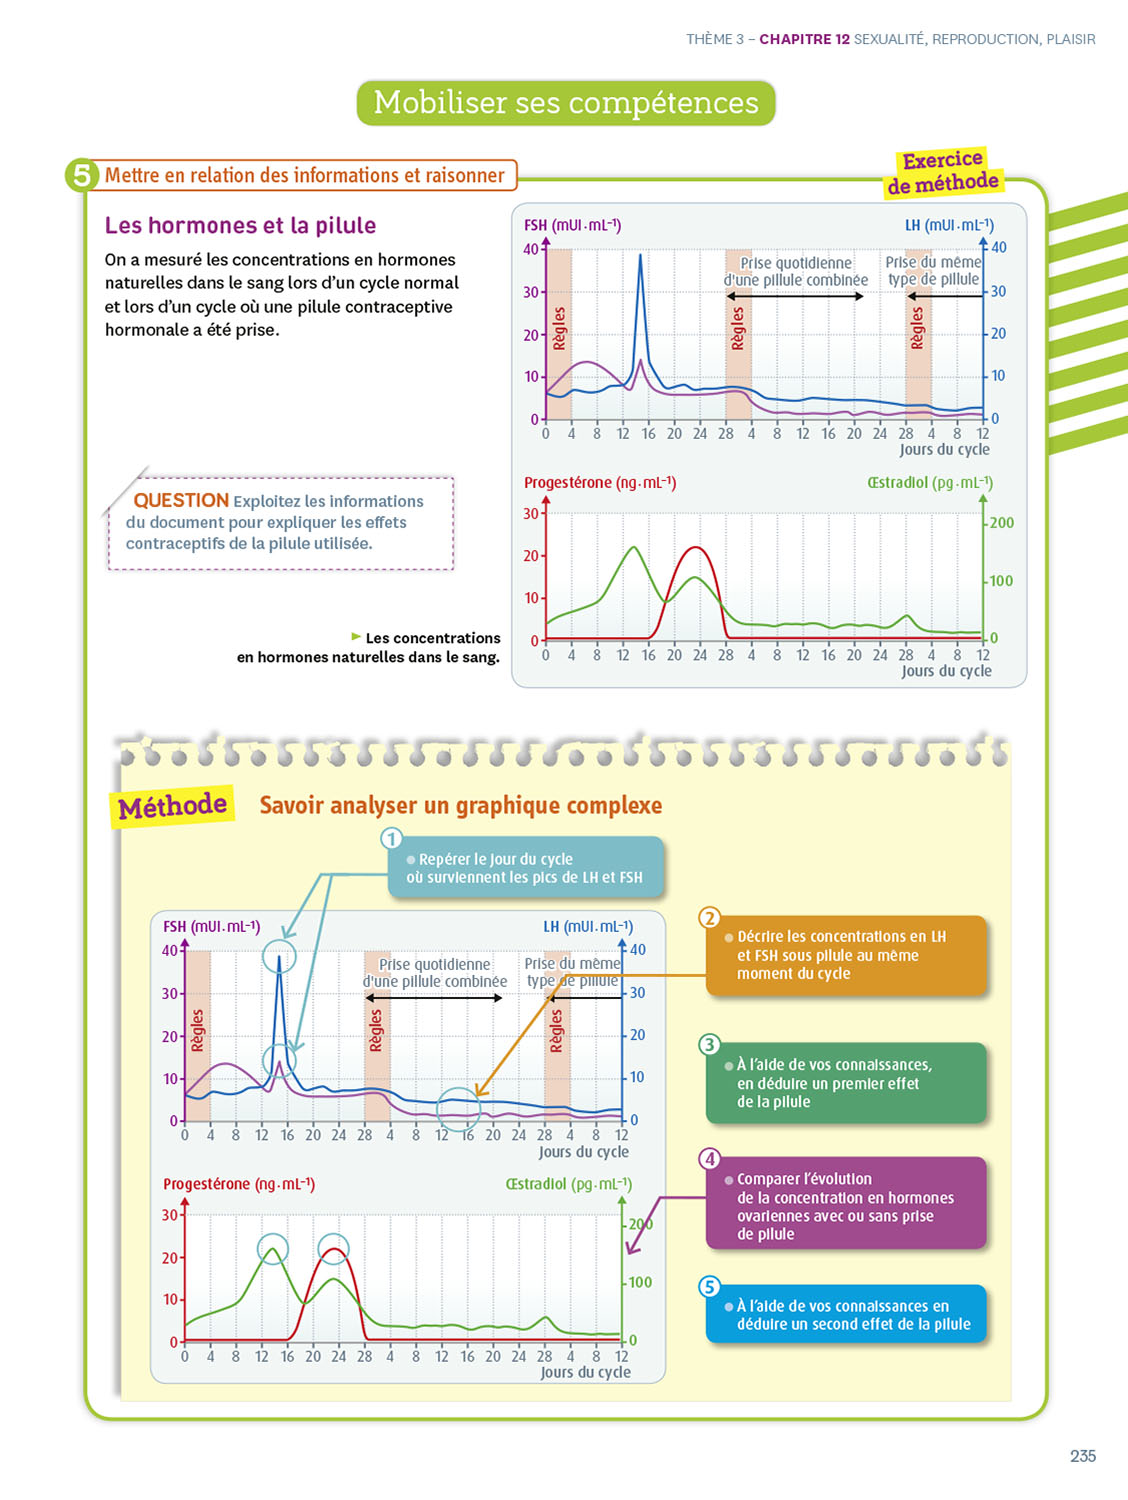 THÈME 3 – CHAPITRE 12 SEXUALITÉ, REPRODUCTION, PLAISIR
Mobiliser ses compétences
5 Mettre en relation des informations et raisonner
Exercice
de méthode
Les hormones et la pilule
On a mesuré les concentrations en hormones
naturelles dans le sang lors d’un cycle normal
et lors d’un cycle où une pilule contraceptive
hormonale a été prise.
QUESTION Exploitez les informations
du document pour expliquer les effets
contraceptifs de la pilule utilisée.
► Les concentrations
en hormones naturelles dans le sang.
FSH (mUI·mL⁻¹)
LH (mUI·mL⁻¹)
40
30
20
10
0
40
30
20
10
0
Prise quotidienne
d'une pillule combinée
Prise du même
type de pillule
Règles
Règles
Règles
0 4 8 12 16 20 24 28 4 8 12 16 20 24 28 4 8 12
Jours du cycle
Progestérone (ng·mL⁻¹)
Œstradiol (pg·mL⁻¹)
30
20
10
0
200
100
0
0 4 8 12 16 20 24 28 4 8 12 16 20 24 28 4 8 12
Jours du cycle
Méthode
Savoir analyser un graphique complexe
1
● Repérer le jour du cycle
où surviennent les pics de LH et FSH
FSH (mUI·mL⁻¹)
LH (mUI·mL⁻¹)
40
30
20
10
0
40
30
20
10
0
Prise quotidienne
d'une pillule combinée
Prise du même
type de pillule
Règles
Règles
Règles
0 4 8 12 16 20 24 28 4 8 12 16 20 24 28 4 8 12
Jours du cycle
Progestérone (ng·mL⁻¹)
Œstradiol (pg·mL⁻¹)
30
20
10
0
200
100
0
0 4 8 12 16 20 24 28 4 8 12 16 20 24 28 4 8 12
Jours du cycle
2
● Décrire les concentrations en LH
et FSH sous pilule au même
moment du cycle
3
● À l’aide de vos connaissances,
en déduire un premier effet
de la pilule
4
● Comparer l’évolution
de la concentration en hormones
ovariennes avec ou sans prise
de pilule
5
● À l’aide de vos connaissances en
déduire un second effet de la pilule
235